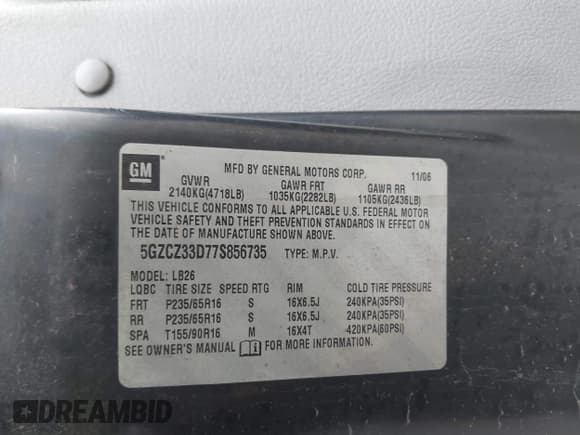 GM
MFD BY GENERAL MOTORS CORP.
11/06
GVWR GAWR FRT GAWR RR
2140KG(4718LB) 1035KG(2282LB) 1105KG(2436LB)
THIS VEHICLE CONFORMS TO ALL APPLICABLE U.S. FEDERAL MOTOR
VEHICLE SAFETY AND THEFT PREVENTION STANDARDS IN EFFECT ON
THE DATE OF MANUFACTURE SHOWN ABOVE.
5GZCZ33D77S856735 TYPE: M.P.V.
MODEL: LB26
LQBC TIRE SIZE SPEED RTG RIM COLD TIRE PRESSURE
FRT P235/65R16 S 16X6.5J 240KPA(35PSI)
RR P235/65R16 S 16X6.5J 240KPA(35PSI)
SPA T155/90R16 M 16X4T 420KPA(60PSI)
SEE OWNER'S MANUAL FOR MORE INFORMATION.
DREAMBID